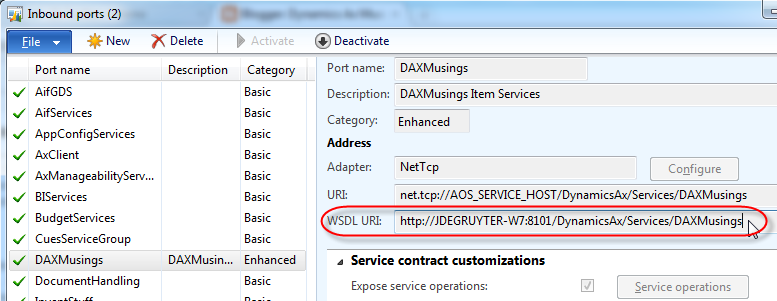 Inbound ports (2)
File New Delete Activate Deactivate
Port name Description Category
AifGDS Basic
AifServices Basic
AppConfigServices Basic
AxClient Basic
AxManageabilityServ... Basic
BIServices Basic
BudgetServices Basic
CuesServiceGroup Basic
DAXMusings DAXMusin... Enhanced
DocumentHandling Basic
Port name: DAXMusings
Description: DAXMusings Item Services
Category: Enhanced
Address
Adapter: NetTcp Configure
URI: net.tcp://AOS_SERVICE_HOST/DynamicsAx/Services/DAXMusings
WSDL URI: http://JDEGRUYTER-W7:8101/DynamicsAx/Services/DAXMusings
Service contract customizations
Expose service operations: Service operations